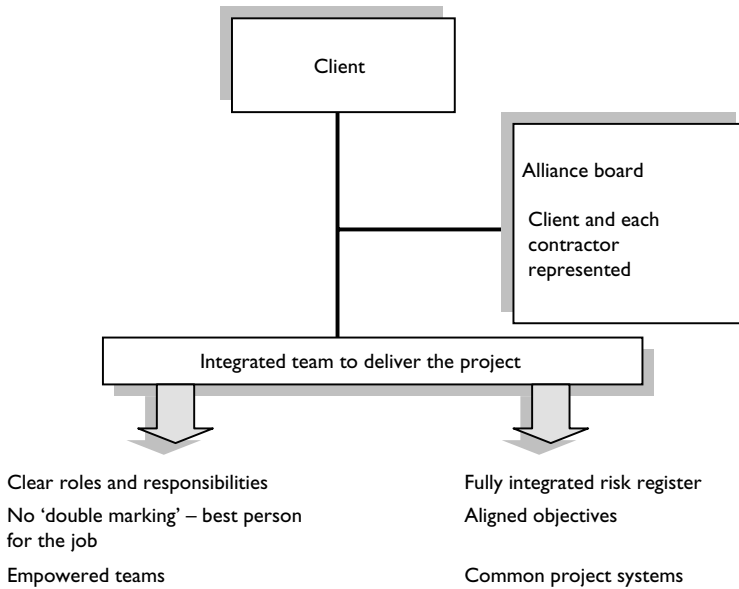 Client
Alliance board
Client and each
contractor
represented
Integrated team to deliver the project
Clear roles and responsibilities
No ‘double marking’ – best person
for the job
Empowered teams
Fully integrated risk register
Aligned objectives
Common project systems